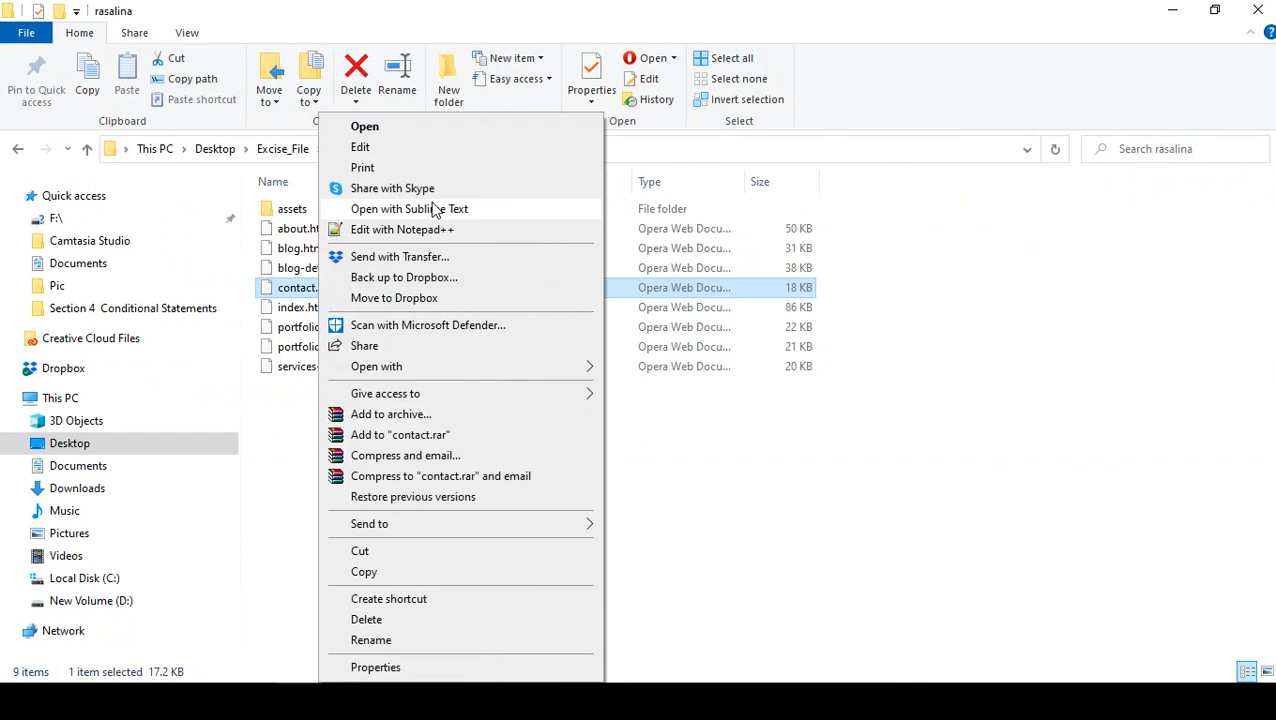 rasalina
File
Home
Share
View
Pin to Quick access
Copy
Paste
Cut
Copy path
Paste shortcut
Clipboard
Move to
Copy to
Delete
Rename
New folder
New item
Easy access
Properties
Open
Edit
History
Open
Select all
Select none
Invert selection
Select
This PC
Desktop
Excise_File
Search rasalina
Name
Type
Size
Quick access
F:\
Camtasia Studio
Documents
Pic
Section 4 Conditional Statements
Creative Cloud Files
Dropbox
This PC
3D Objects
Desktop
Documents
Downloads
Music
Pictures
Videos
Local Disk (C:)
New Volume (D:)
Network
assets File folder
about.ht Opera Web Docu... 50 KB
blog.htn Opera Web Docu... 31 KB
blog-de Opera Web Docu... 38 KB
contact. Opera Web Docu... 18 KB
index.ht Opera Web Docu... 86 KB
portfolio Opera Web Docu... 22 KB
portfolio Opera Web Docu... 21 KB
services- Opera Web Docu... 20 KB
Open
Edit
Print
Share with Skype
Open with Sublime Text
Edit with Notepad++
Send with Transfer...
Back up to Dropbox...
Move to Dropbox
Scan with Microsoft Defender...
Share
Open with
Give access to
Add to archive...
Add to "contact.rar"
Compress and email...
Compress to "contact.rar" and email
Restore previous versions
Send to
Cut
Copy
Create shortcut
Delete
Rename
Properties
9 items 1 item selected 17.2 KB